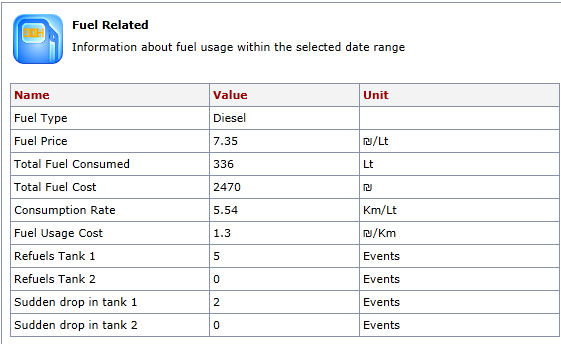 Fuel Related
Information about fuel usage within the selected date range
Name Value Unit
Fuel Type Diesel
Fuel Price 7.35 ₪/Lt
Total Fuel Consumed 336 Lt
Total Fuel Cost 2470 ₪
Consumption Rate 5.54 Km/Lt
Fuel Usage Cost 1.3 ₪/Km
Refuels Tank 1 5 Events
Refuels Tank 2 0 Events
Sudden drop in tank 1 2 Events
Sudden drop in tank 2 0 Events